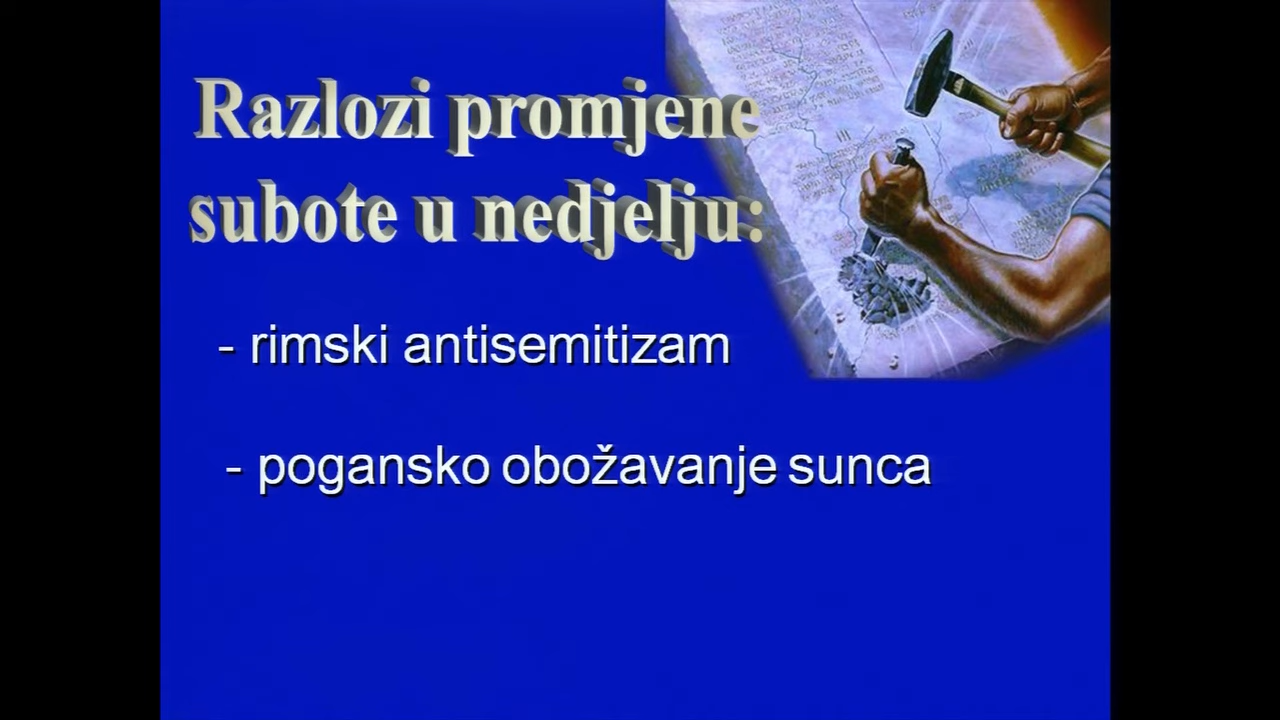 Razlozi promjene
subote u nedjelju:
- rimski antisemitizam
- pogansko obožavanje sunca